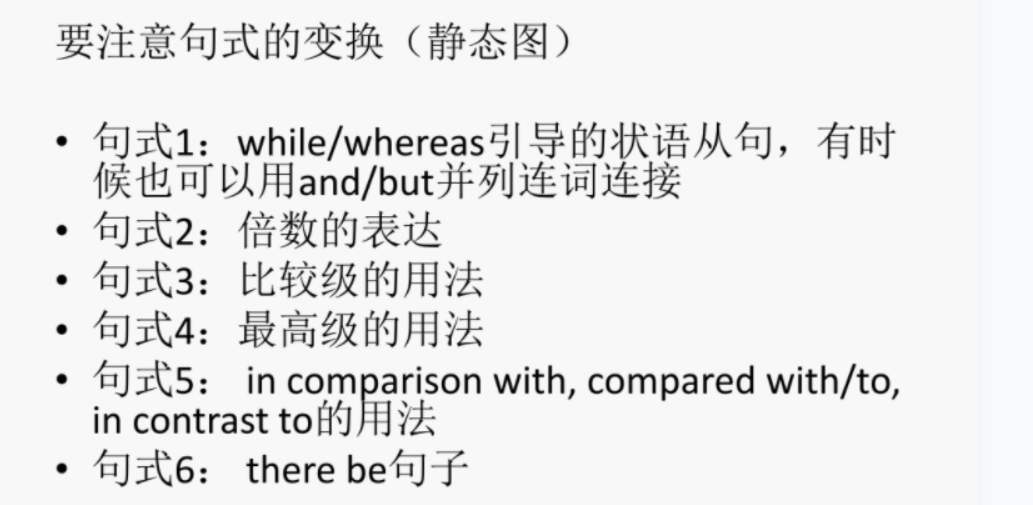 要注意句式的变换（静态图）
• 句式1：while/whereas引导的状语从句，有时
候也可以用and/but并列连词连接
• 句式2：倍数的表达
• 句式3：比较级的用法
• 句式4：最高级的用法
• 句式5： in comparison with, compared with/to,
in contrast to的用法
• 句式6： there be句子